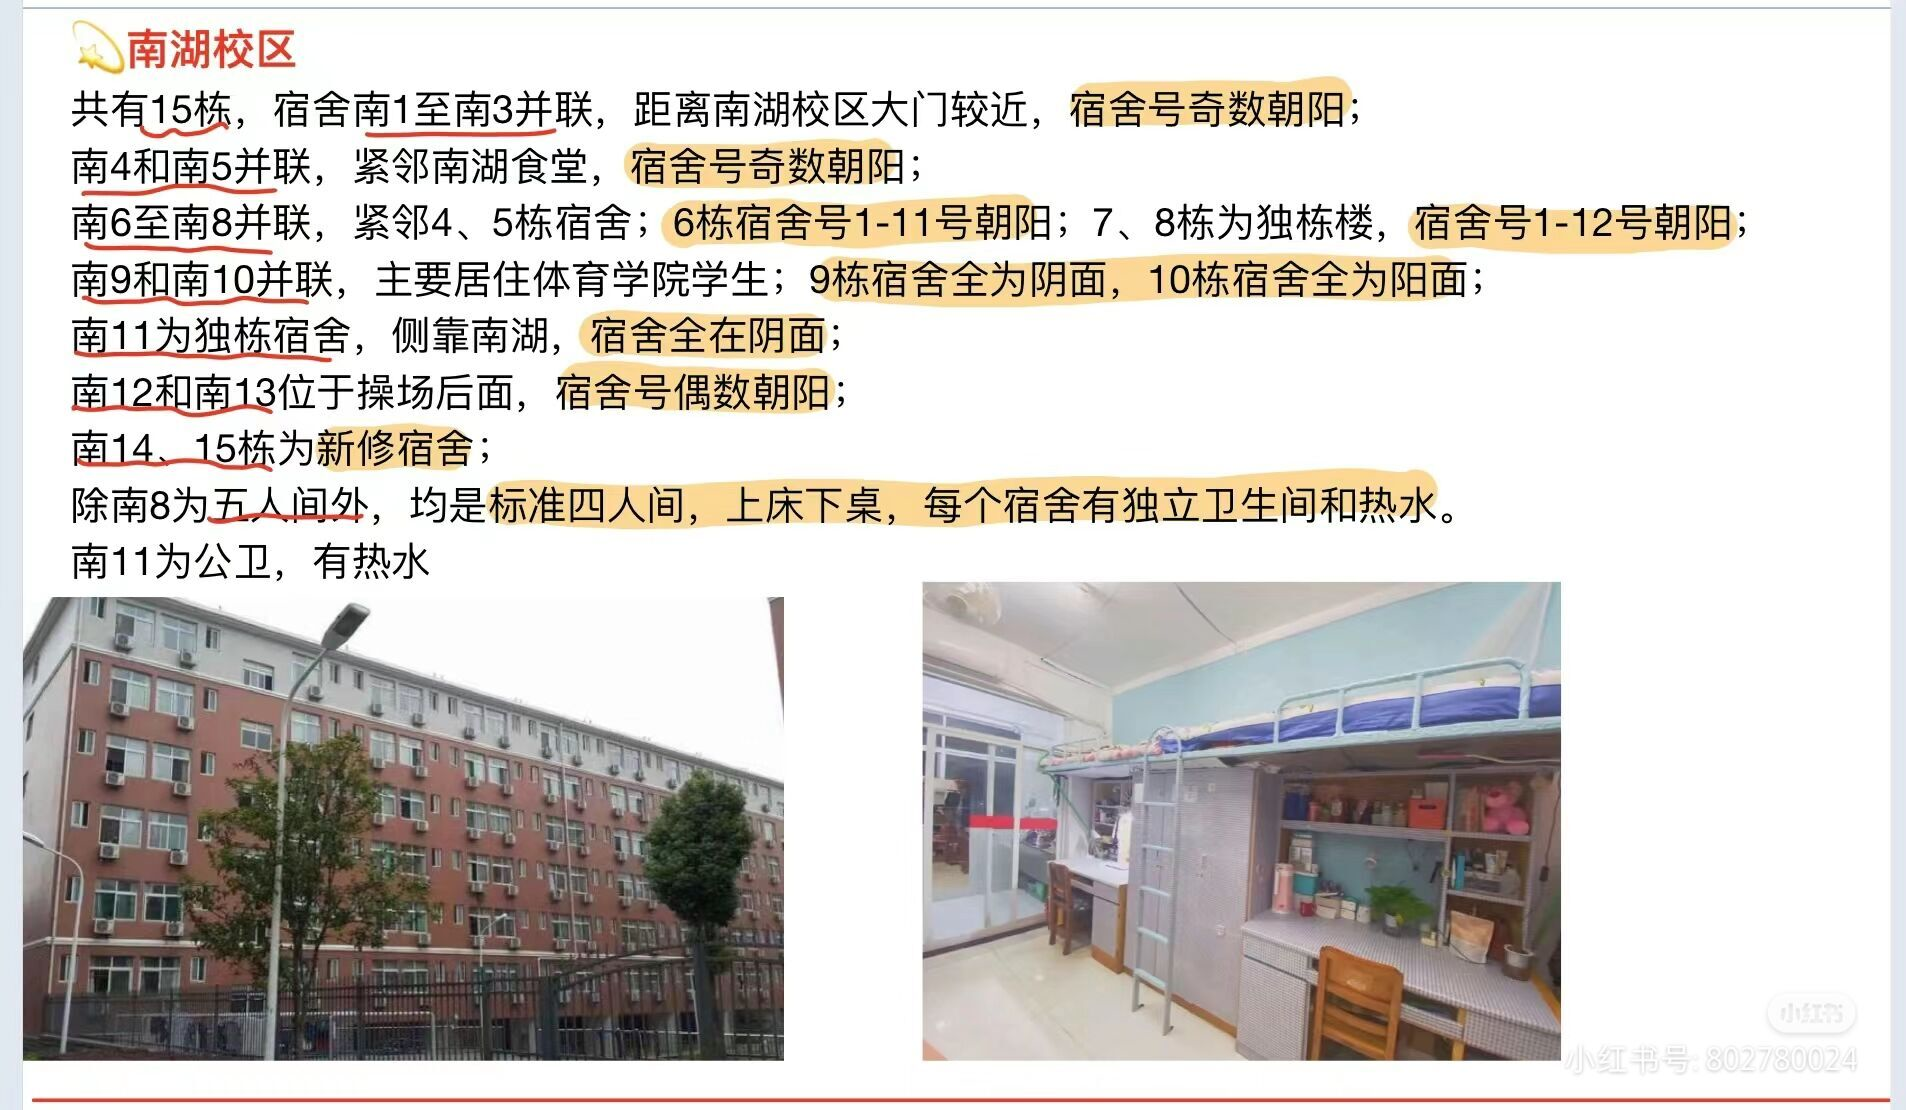 南湖校区
共有15栋，宿舍南1至南3并联，距离南湖校区大门较近，宿舍号奇数朝阳；
南4和南5并联，紧邻南湖食堂，宿舍号奇数朝阳；
南6至南8并联，紧邻4、5栋宿舍；6栋宿舍号1-11号朝阳；7、8栋为独栋楼，宿舍号1-12号朝阳；
南9和南10并联，主要居住体育学院学生；9栋宿舍全为阴面，10栋宿舍全为阳面；
南11为独栋宿舍，侧靠南湖，宿舍全在阴面；
南12和南13位于操场后面，宿舍号偶数朝阳；
南14、15栋为新修宿舍；
除南8为五人间外，均是标准四人间，上床下桌，每个宿舍有独立卫生间和热水。
南11为公卫，有热水
小红书
小红书号: 802780024